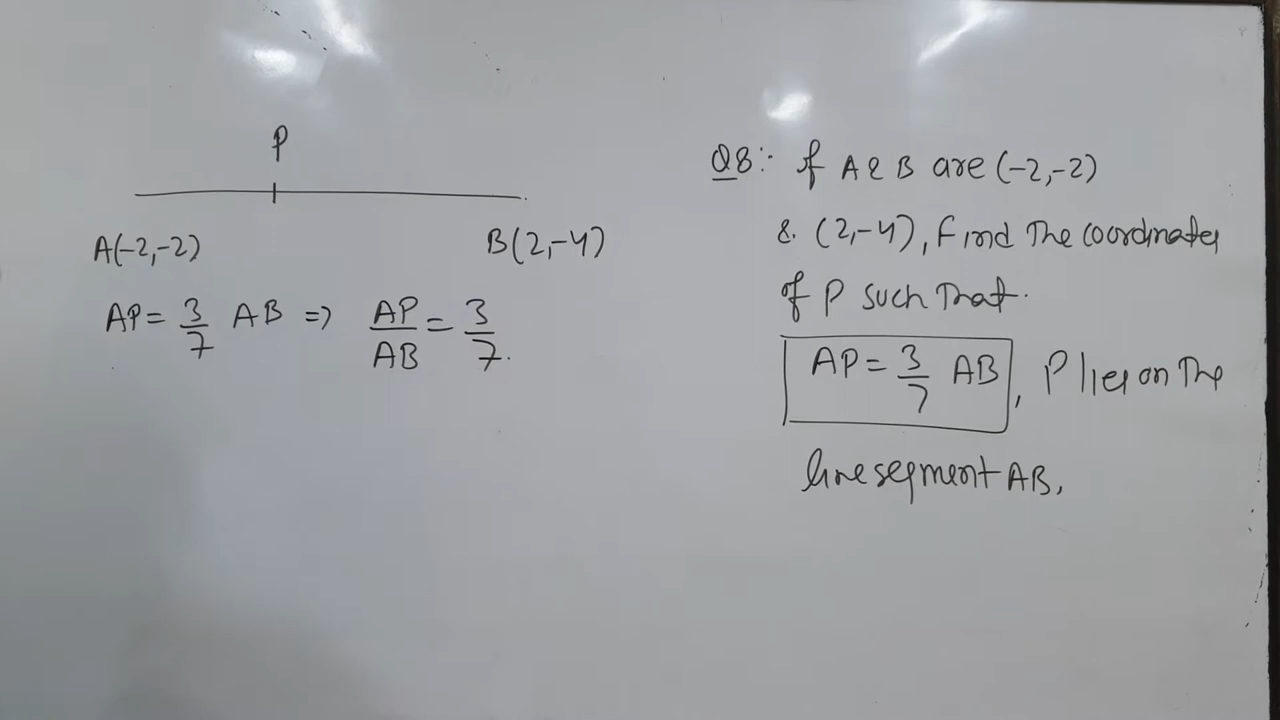 P
A(-2,-2) B(2,-4)
AP = 3/7 AB => AP/AB = 3/7.
Q8:- If A & B are (-2,-2)
& (2,-4), Find The coordinates
of P such That.
AP = 3/7 AB, P lies on The
line segment AB,